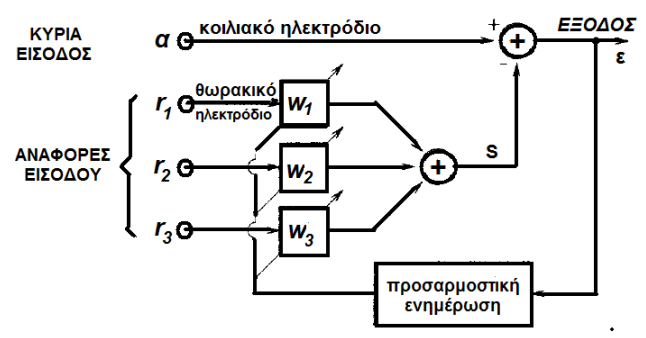 ΚΥΡΙΑ
ΕΙΣΟΔΟΣ
α
κοιλιακό ηλεκτρόδιο
+
+
−
ΕΞΟΔΟΣ
ε
ΑΝΑΦΟΡΕΣ
ΕΙΣΟΔΟΥ
r1
θωρακικό
ηλεκτρόδιο
w1
r2
w2
+
S
r3
w3
προσαρμοστική
ενημέρωση